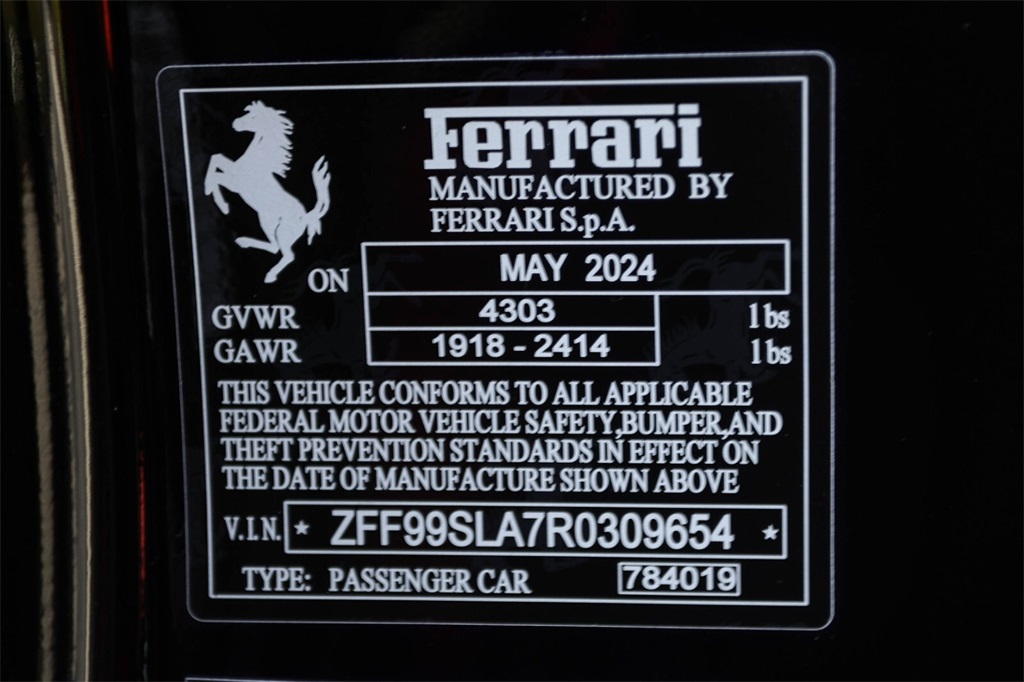 Ferrari
MANUFACTURED BY
FERRARI S.p.A.
ON MAY 2024
GVWR 4303 lbs
GAWR 1918 - 2414 lbs
THIS VEHICLE CONFORMS TO ALL APPLICABLE
FEDERAL MOTOR VEHICLE SAFETY,BUMPER,AND
THEFT PREVENTION STANDARDS IN EFFECT ON
THE DATE OF MANUFACTURE SHOWN ABOVE
V.I.N. * ZFF99SLA7R0309654 *
TYPE: PASSENGER CAR 784019